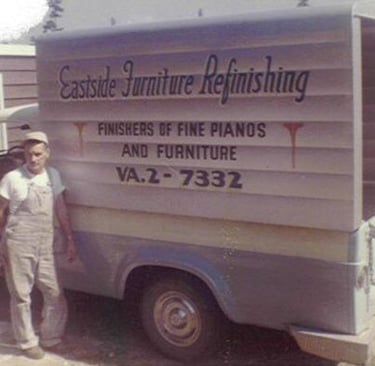 Eastside Furniture Refinishing
FINISHERS OF FINE PIANOS
AND FURNITURE
VA.2-7332